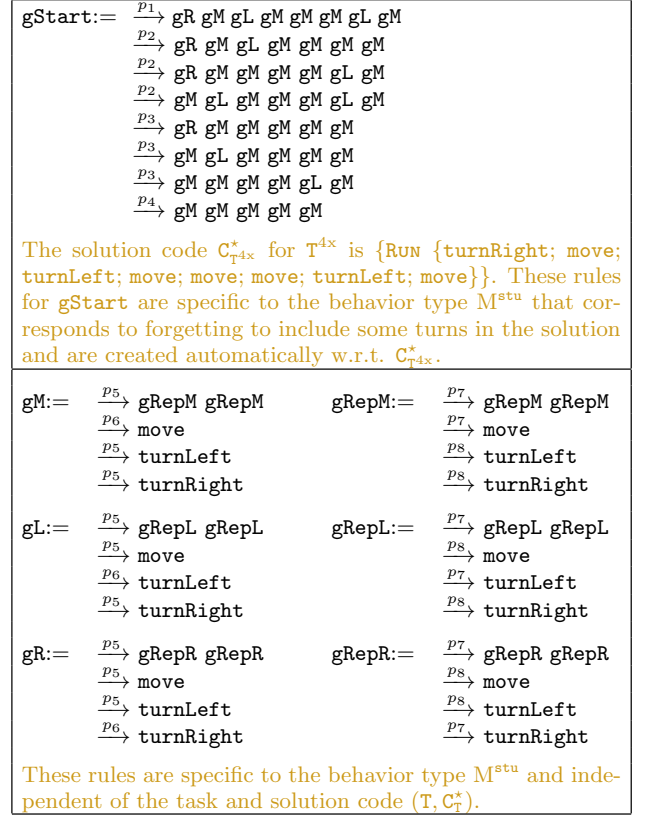 gStart:= p1→ gR gM gL gM gM gM gL gM
p2→ gR gM gL gM gM gM gM
p2→ gR gM gM gM gM gL gM
p2→ gM gL gM gM gM gL gM
p3→ gR gM gM gM gM gM
p3→ gM gL gM gM gM gM
p3→ gM gM gM gM gL gM
p4→ gM gM gM gM gM
The solution code C⋆T4x for T4x is {RUN {turnRight; move;
turnLeft; move; move; move; turnLeft; move}}. These rules
for gStart are specific to the behavior type Mstu that cor-
responds to forgetting to include some turns in the solution
and are created automatically w.r.t. C⋆T4x.
gM:= p5→ gRepM gRepM gRepM:= p7→ gRepM gRepM
p6→ move p7→ move
p5→ turnLeft p8→ turnLeft
p5→ turnRight p8→ turnRight
gL:= p5→ gRepL gRepL gRepL:= p7→ gRepL gRepL
p5→ move p8→ move
p6→ turnLeft p7→ turnLeft
p5→ turnRight p8→ turnRight
gR:= p5→ gRepR gRepR gRepR:= p7→ gRepR gRepR
p5→ move p8→ move
p5→ turnLeft p8→ turnLeft
p6→ turnRight p7→ turnRight
These rules are specific to the behavior type Mstu and inde-
pendent of the task and solution code (T, C⋆T).